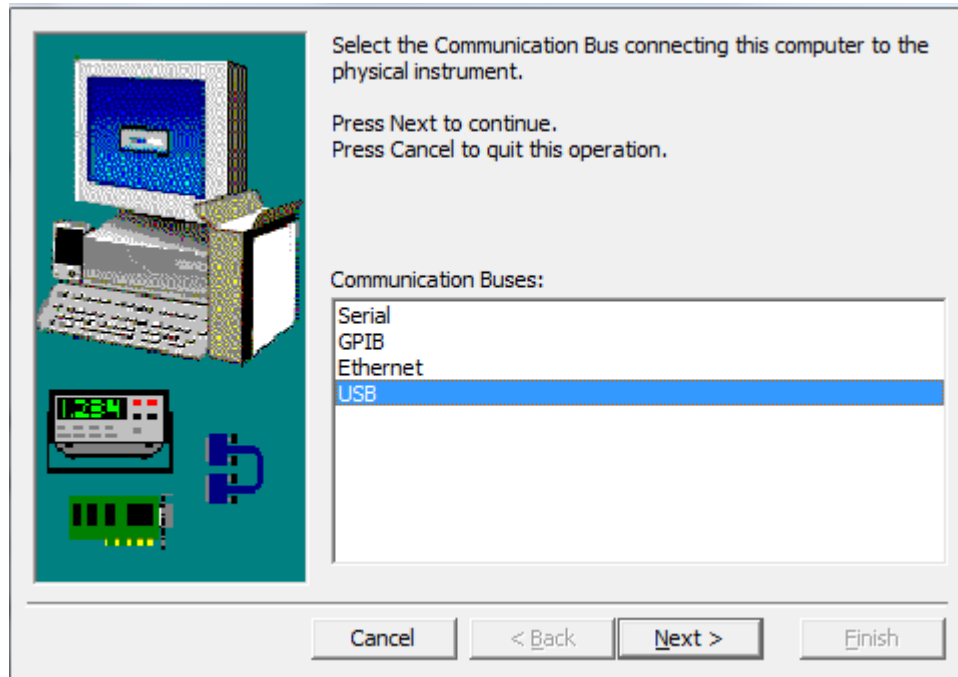 Select the Communication Bus connecting this computer to the
physical instrument.
Press Next to continue.
Press Cancel to quit this operation.
Communication Buses:
Serial
GPIB
Ethernet
USB
1.234
Cancel
< Back
Next >
Finish